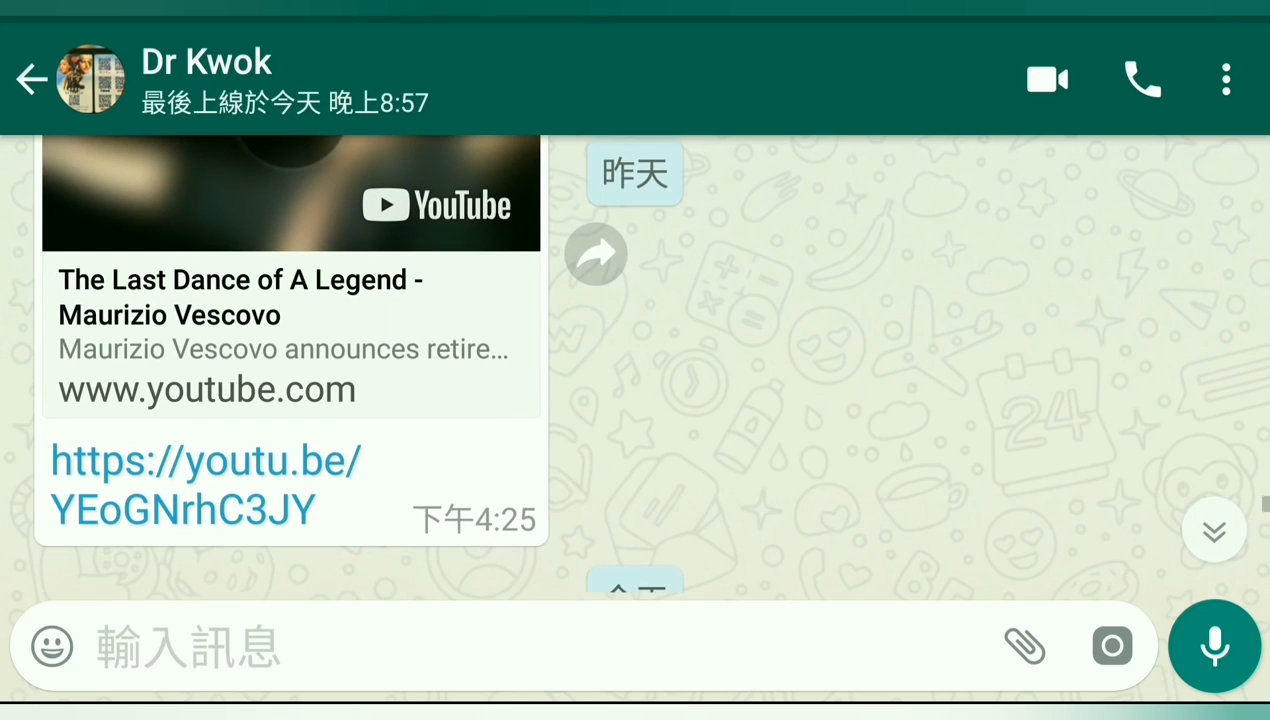 Dr Kwok
最後上線於今天 晚上8:57
昨天
YouTube
The Last Dance of A Legend -
Maurizio Vescovo
Maurizio Vescovo announces retire...
www.youtube.com
https://youtu.be/
YEoGNrhC3JY
下午4:25
24
輸入訊息